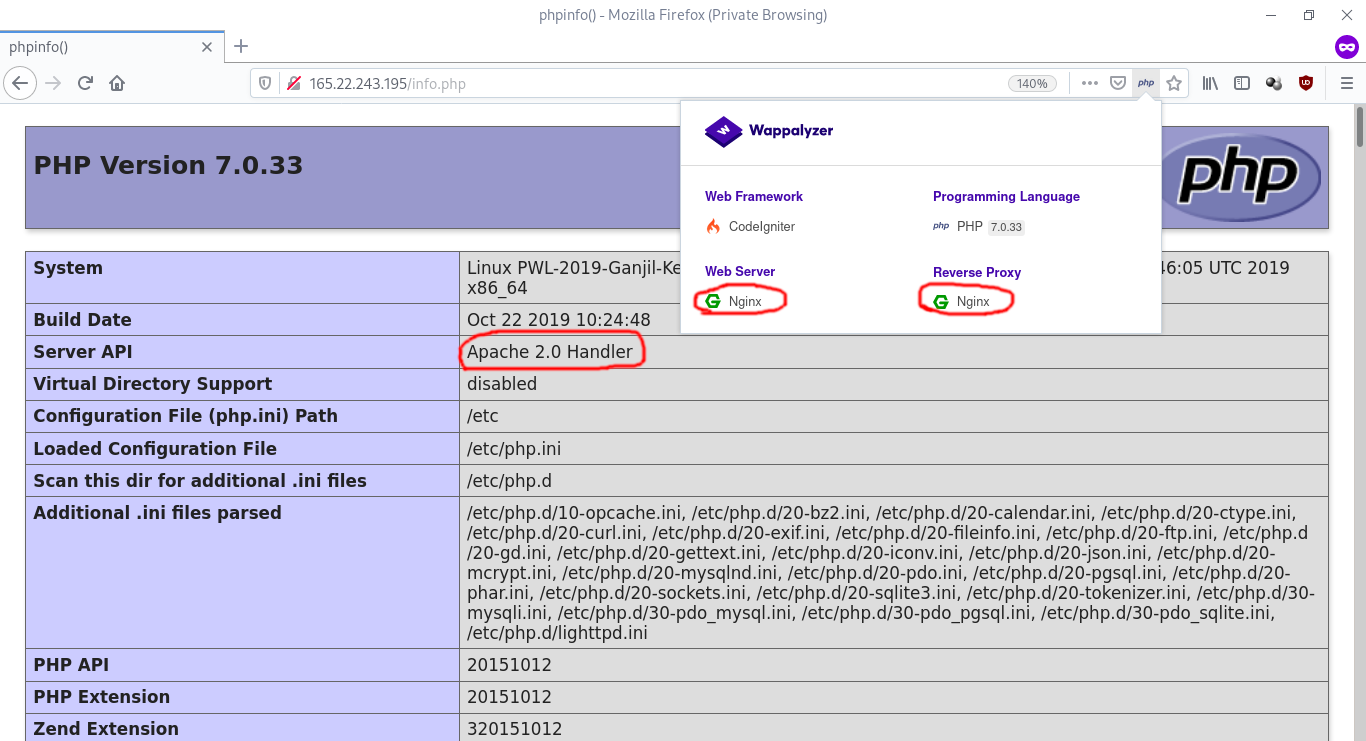 phpinfo() - Mozilla Firefox (Private Browsing)
phpinfo()
165.22.243.195/info.php
140%
php
Wappalyzer
Web Framework
CodeIgniter
Programming Language
php PHP 7.0.33
Web Server
Nginx
Reverse Proxy
Nginx
PHP Version 7.0.33
php
System
Linux PWL-2019-Ganjil-Ke 46:05 UTC 2019
x86_64
Build Date
Oct 22 2019 10:24:48
Server API
Apache 2.0 Handler
Virtual Directory Support
disabled
Configuration File (php.ini) Path
/etc
Loaded Configuration File
/etc/php.ini
Scan this dir for additional .ini files
/etc/php.d
Additional .ini files parsed
/etc/php.d/10-opcache.ini, /etc/php.d/20-bz2.ini, /etc/php.d/20-calendar.ini, /etc/php.d/20-ctype.ini,
/etc/php.d/20-curl.ini, /etc/php.d/20-exif.ini, /etc/php.d/20-fileinfo.ini, /etc/php.d/20-ftp.ini, /etc/php.d
/20-gd.ini, /etc/php.d/20-gettext.ini, /etc/php.d/20-iconv.ini, /etc/php.d/20-json.ini, /etc/php.d/20-
mcrypt.ini, /etc/php.d/20-mysqlnd.ini, /etc/php.d/20-pdo.ini, /etc/php.d/20-pgsql.ini, /etc/php.d/20-
phar.ini, /etc/php.d/20-sockets.ini, /etc/php.d/20-sqlite3.ini, /etc/php.d/20-tokenizer.ini, /etc/php.d/30-
mysqli.ini, /etc/php.d/30-pdo_mysql.ini, /etc/php.d/30-pdo_pgsql.ini, /etc/php.d/30-pdo_sqlite.ini,
/etc/php.d/lighttpd.ini
PHP API
20151012
PHP Extension
20151012
Zend Extension
320151012